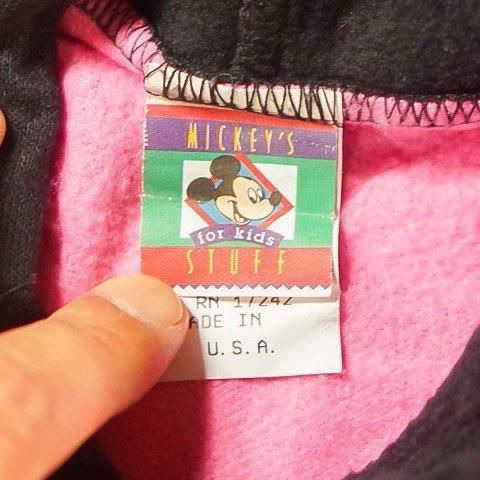 MICKEY'S
for kids
STUFF
RN 17242
ADE IN
U.S.A.